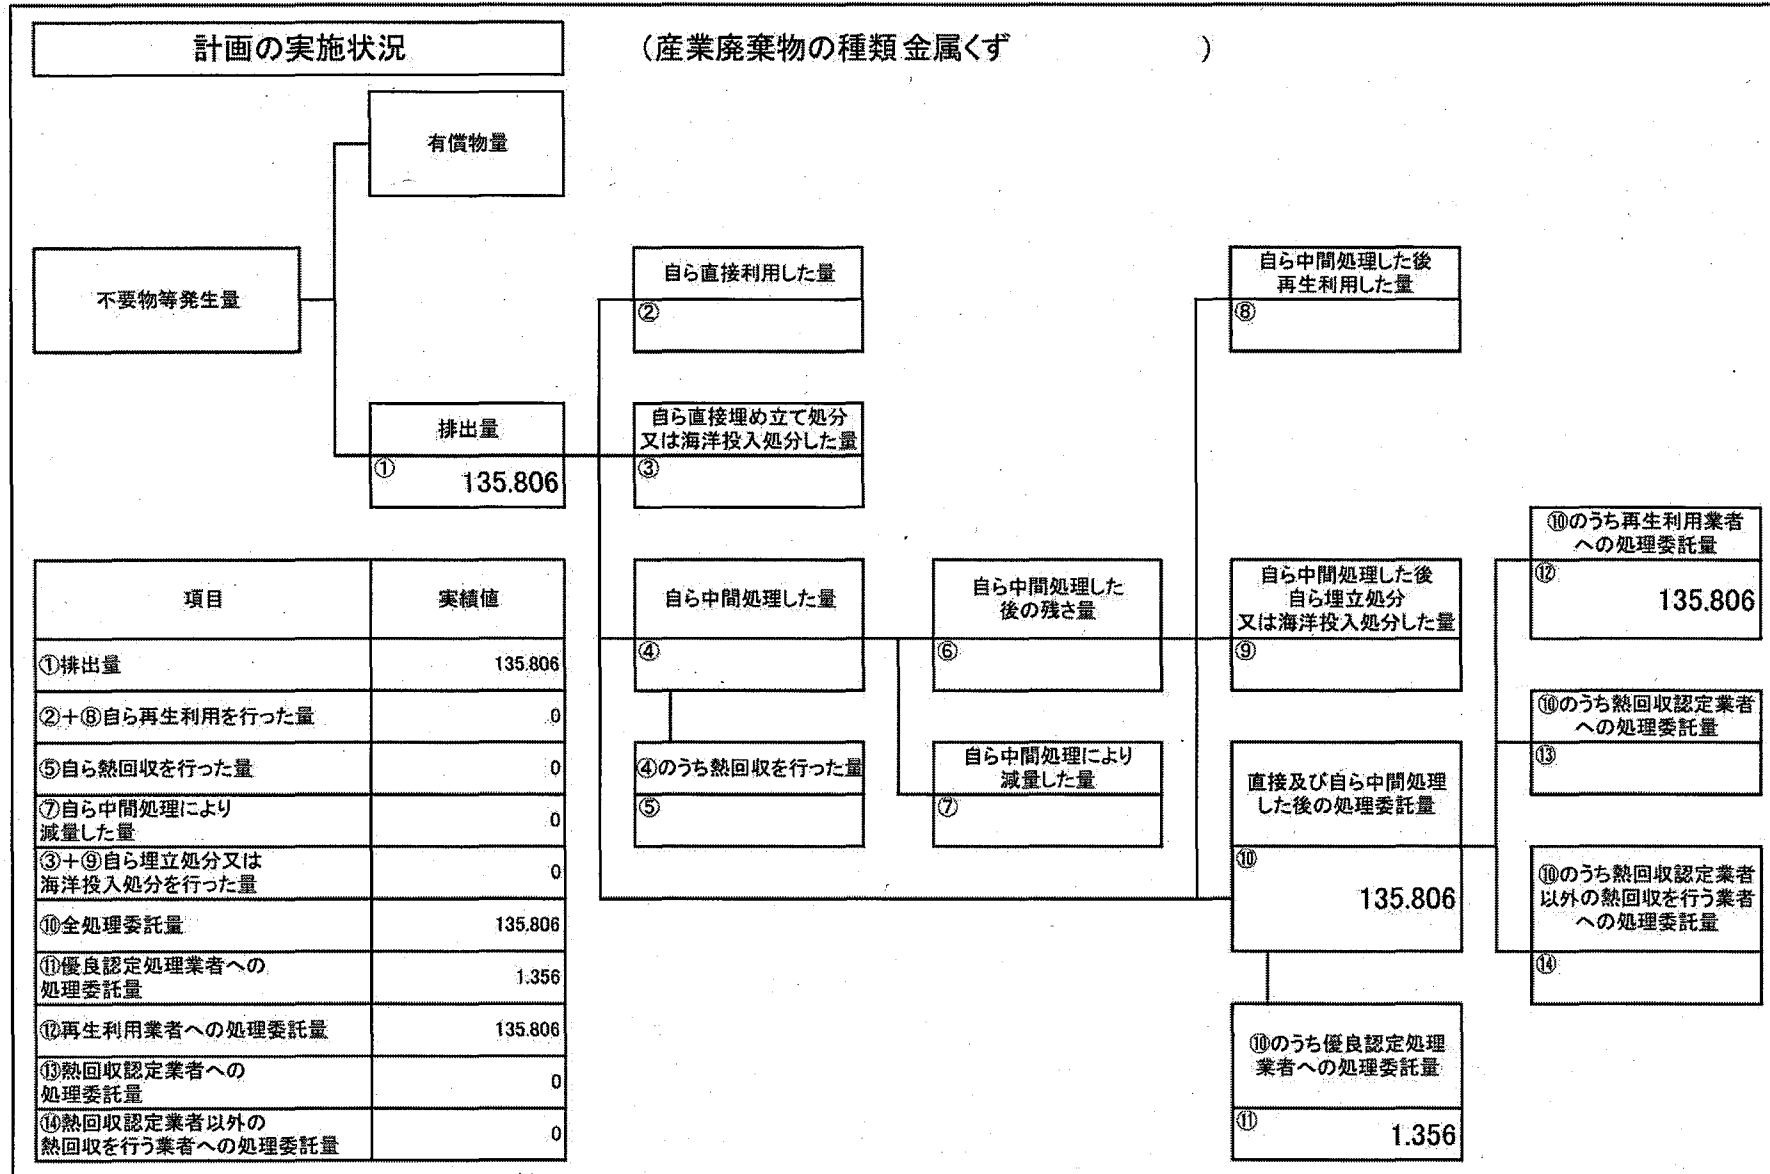 計画の実施状況
(産業廃棄物の種類 金属くず )
有償物量
不要物等発生量
排出量
①
135.806
自ら直接利用した量
②
自ら直接埋め立て処分
又は海洋投入処分した量
③
自ら中間処理した量
④
④のうち熱回収を行った量
⑤
自ら中間処理した
後の残さ量
⑥
自ら中間処理により
減量した量
⑦
自ら中間処理した後
再生利用した量
⑧
自ら中間処理した後
自ら埋立処分
又は海洋投入処分した量
⑨
直接及び自ら中間処理
した後の処理委託量
⑩
135.806
⑩のうち優良認定処理
業者への処理委託量
⑪
1.356
⑩のうち再生利用業者
への処理委託量
⑫
135.806
⑩のうち熱回収認定業者
への処理委託量
⑬
⑩のうち熱回収認定業者
以外の熱回収を行う業者
への処理委託量
⑭
項目 実績値
①排出量 135.806
②+⑧自ら再生利用を行った量 0
⑤自ら熱回収を行った量 0
⑦自ら中間処理により
減量した量 0
③+⑨自ら埋立処分又は
海洋投入処分を行った量 0
⑩全処理委託量 135.806
⑪優良認定処理業者への
処理委託量 1.356
⑫再生利用業者への処理委託量 135.806
⑬熱回収認定業者への
処理委託量 0
⑭熱回収認定業者以外の
熱回収を行う業者への処理委託量 0